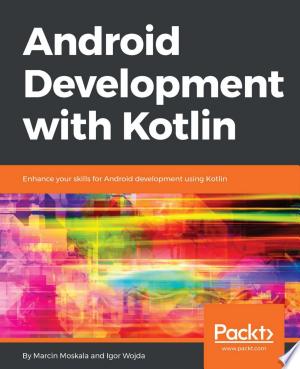 Android
Development
with Kotlin
Enhance your skills for Android development using Kotlin
Packt>
www.packt.com
By Marcin Moskala and Igor Wojda